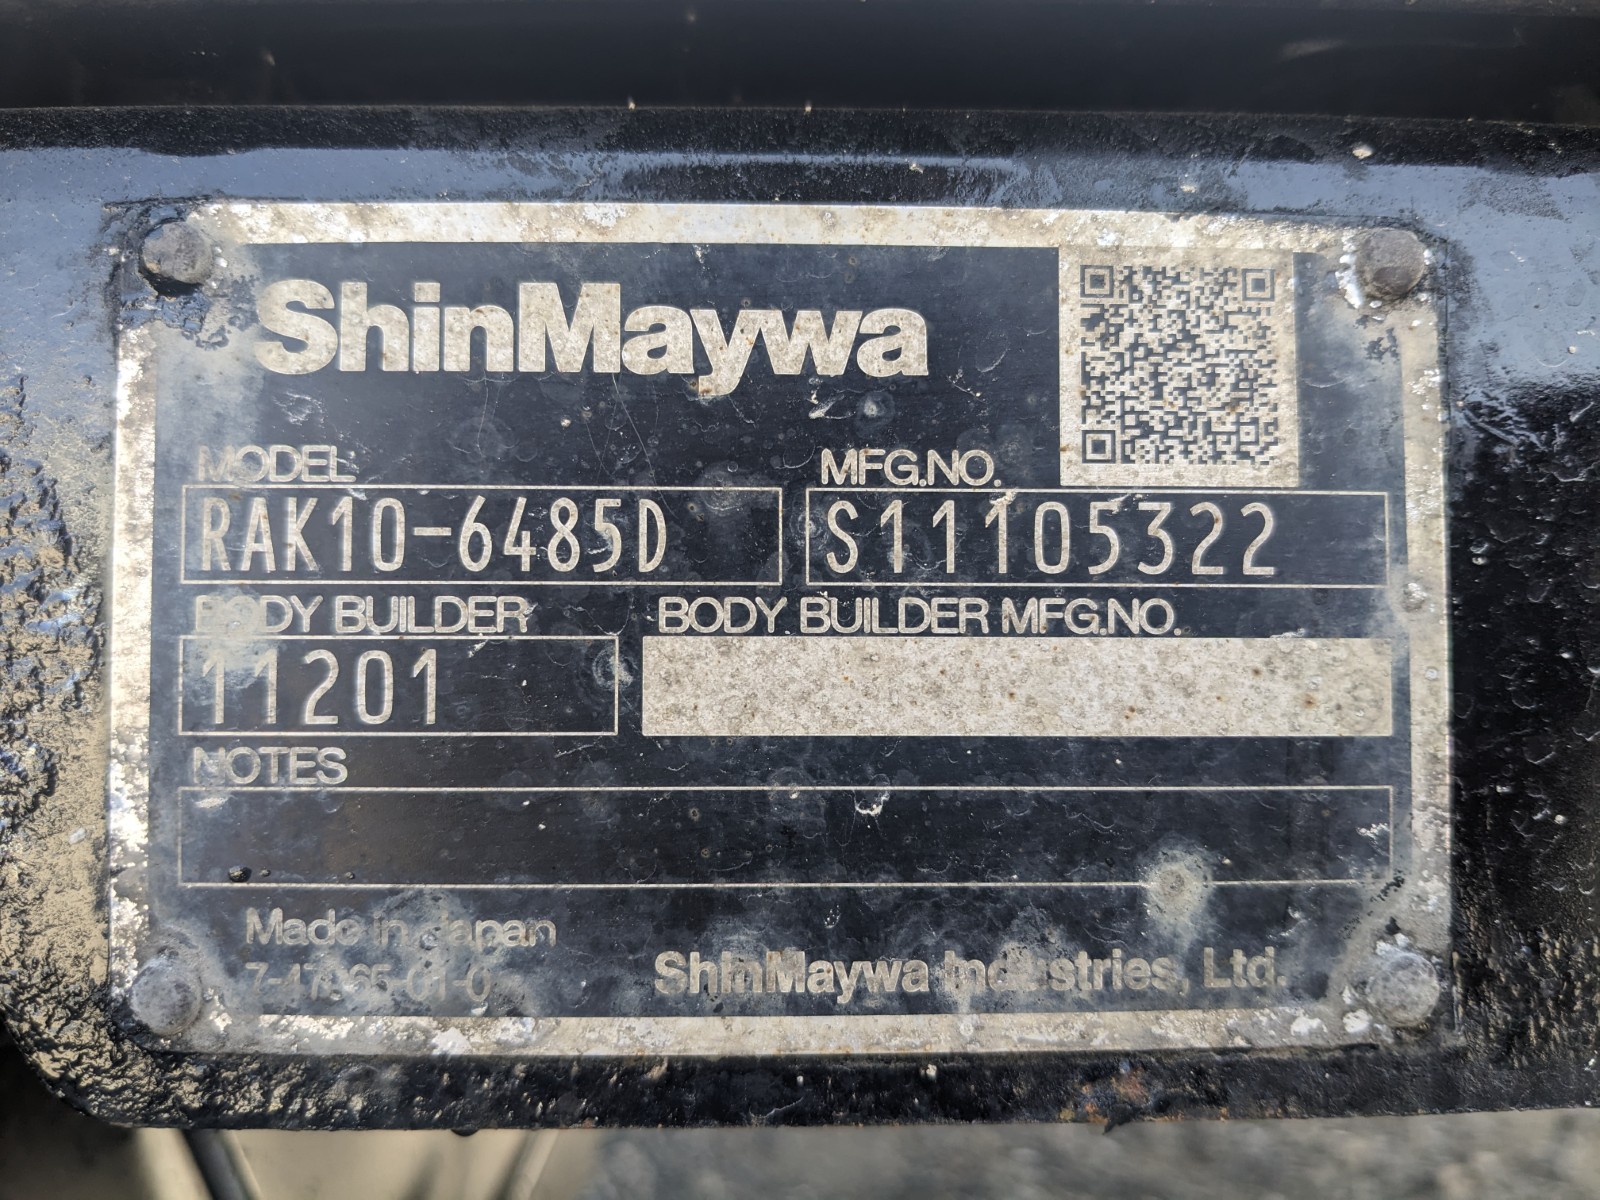 ShinMaywa
MODEL
MFG.NO.
RAK10-6485D
S11105322
BODY BUILDER
BODY BUILDER MFG.NO.
11201
NOTES
Made in Japan
ShinMaywa Industries, Ltd.